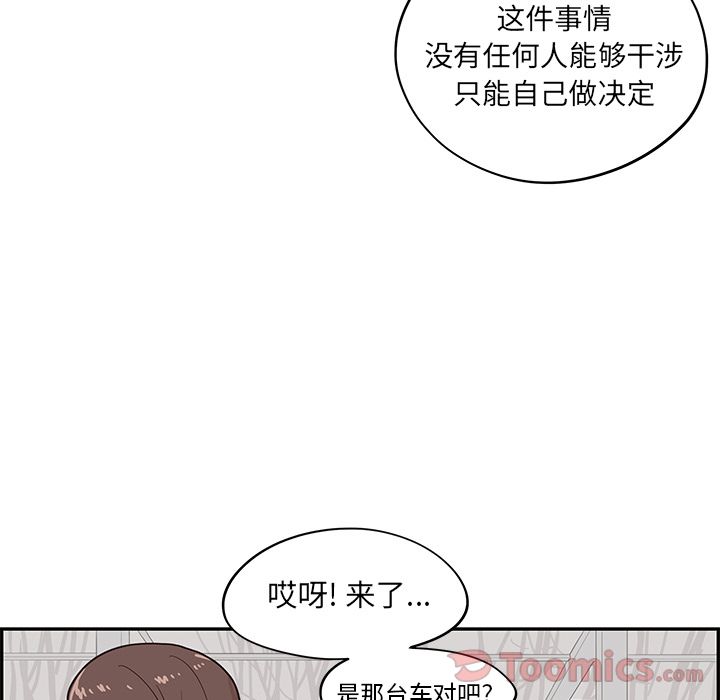 这件事情
没有任何人能够干涉
只能自己做决定
哎呀! 来了...
是那台车对吧?
Toomics.com